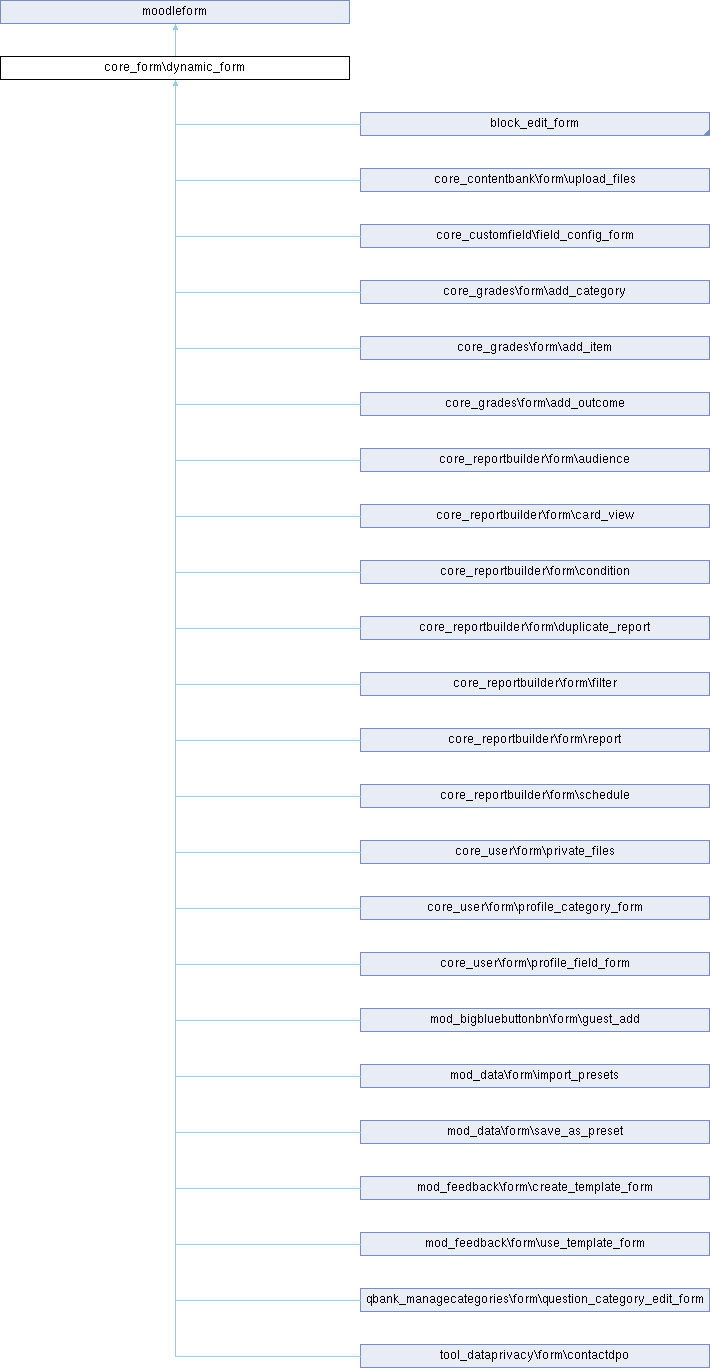 moodleform
core_form\dynamic_form
block_edit_form
core_contentbank\form\upload_files
core_customfield\field_config_form
core_grades\form\add_category
core_grades\form\add_item
core_grades\form\add_outcome
core_reportbuilder\form\audience
core_reportbuilder\form\card_view
core_reportbuilder\form\condition
core_reportbuilder\form\duplicate_report
core_reportbuilder\form\filter
core_reportbuilder\form\report
core_reportbuilder\form\schedule
core_user\form\private_files
core_user\form\profile_category_form
core_user\form\profile_field_form
mod_bigbluebuttonbn\form\guest_add
mod_data\form\import_presets
mod_data\form\save_as_preset
mod_feedback\form\create_template_form
mod_feedback\form\use_template_form
qbank_managecategories\form\question_category_edit_form
tool_dataprivacy\form\contactdpo